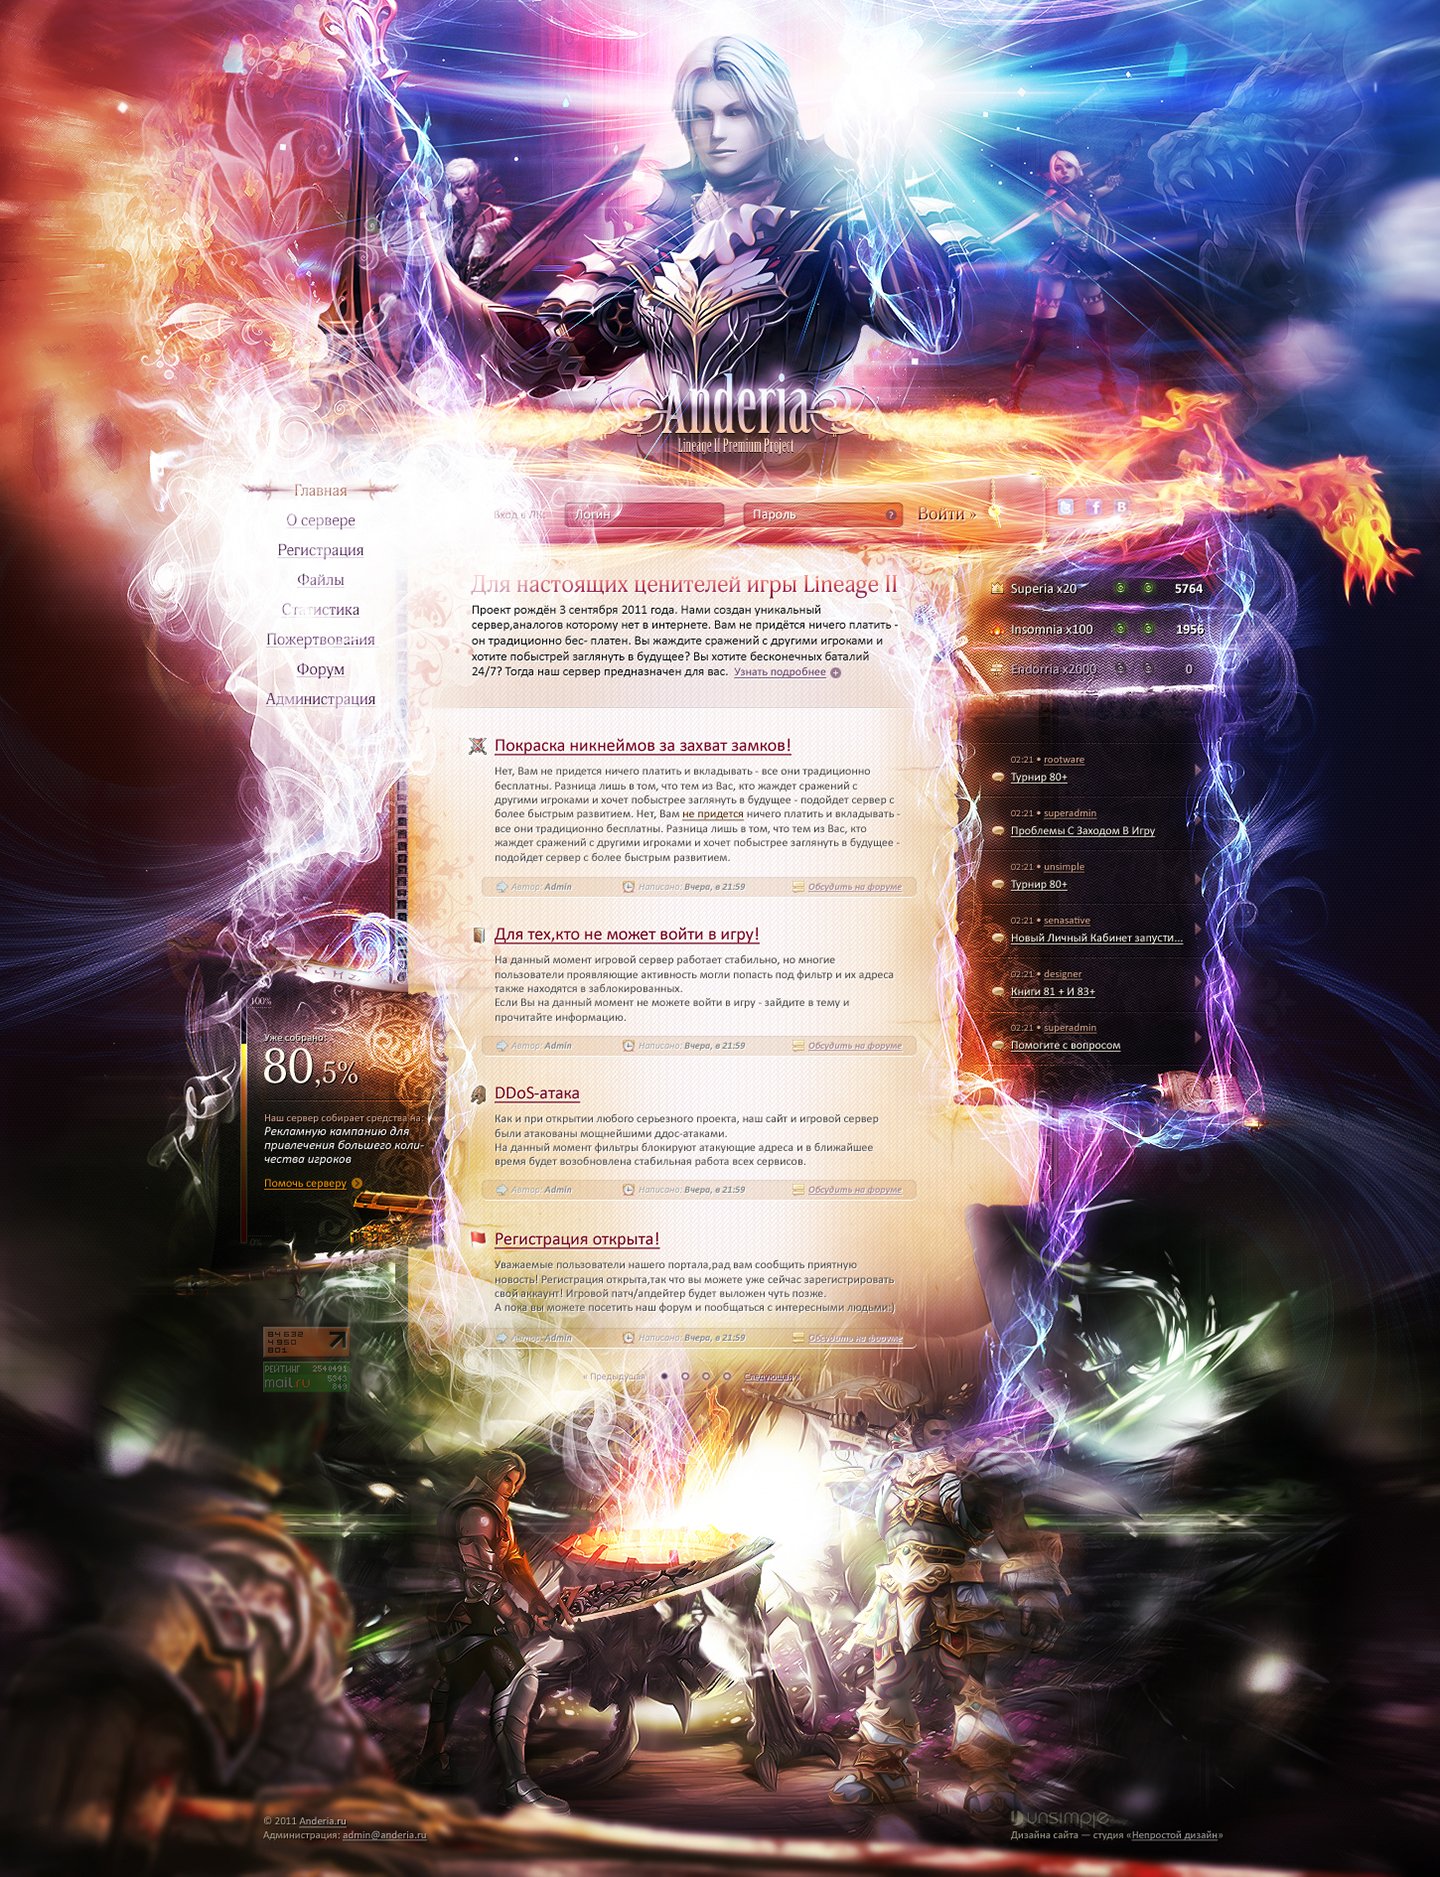 Anderia
Lineage II Premium Project
Главная
О сервере
Регистрация
Файлы
Статистика
Пожертвования
Форум
Администрация
Вход в ЛК:
Логин
Пароль
?
Войти »
Для настоящих ценителей игры Lineage II
Проект рождён 3 сентября 2011 года. Нами создан уникальный
сервер,аналогов которому нет в интернете. Вам не придётся ничего платить -
он традиционно бес- платен. Вы жаждите сражений с другими игроками и
хотите побыстрей заглянуть в будущее? Вы хотите бесконечных баталий
24/7? Тогда наш сервер предназначен для вас. Узнать подробнее
Superia x20 5764
Insomnia x100 1956
Endorria x2000 0
Покраска никнеймов за захват замков!
Нет, Вам не придется ничего платить и вкладывать - все они традиционно
бесплатны. Разница лишь в том, что тем из Вас, кто жаждет сражений с
другими игроками и хочет побыстрее заглянуть в будущее - подойдет сервер с
более быстрым развитием. Нет, Вам не придется ничего платить и вкладывать -
все они традиционно бесплатны. Разница лишь в том, что тем из Вас, кто
жаждет сражений с другими игроками и хочет побыстрее заглянуть в будущее -
подойдет сервер с более быстрым развитием.
Автор: Admin Написано: Вчера, в 21:59 Обсудить на форуме
Для тех,кто не может войти в игру!
На данный момент игровой сервер работает стабильно, но многие
пользователи проявляющие активность могли попасть под фильтр и их адреса
также находятся в заблокированных.
Если Вы на данный момент не можете войти в игру - зайдите в тему и
прочитайте информацию.
Автор: Admin Написано: Вчера, в 21:59 Обсудить на форуме
DDoS-атака
Как и при открытии любого серьезного проекта, наш сайт и игровой сервер
были атакованы мощнейшими ддос-атаками.
На данный момент фильтры блокируют атакующие адреса и в ближайшее
время будет возобновлена стабильная работа всех сервисов.
Автор: Admin Написано: Вчера, в 21:59 Обсудить на форуме
Регистрация открыта!
Уважаемые пользователи нашего портала,рад вам сообщить приятную
новость! Регистрация открыта,так что вы можете уже сейчас зарегистрировать
свой аккаунт! Игровой патч/апдейтер будет выложен чуть позже.
А пока вы можете посетить наш форум и пообщаться с интересными людьми:)
Автор: Admin Написано: Вчера, в 21:59 Обсудить на форуме
« Предыдущая Следующая
02:21 • rootware
Турнир 80+
02:21 • superadmin
Проблемы С Заходом В Игру
02:21 • unsimple
Турнир 80+
02:21 • senasative
Новый Личный Кабинет запусти...
02:21 • designer
Книги 81 + И 83+
02:21 • superadmin
Помогите с вопросом
100%
Уже собрано:
80,5%
Наш сервер собирает средства на:
Рекламную кампанию для
привлечения большего коли-
чества игроков
Помочь серверу
0%
84632
4950
801
РЕЙТИНГ 2540491
mail.ru 5343
843
© 2011 Anderia.ru
Администрация: admin@anderia.ru
unsimple
Дизайна сайта — студия «Непростой дизайн»